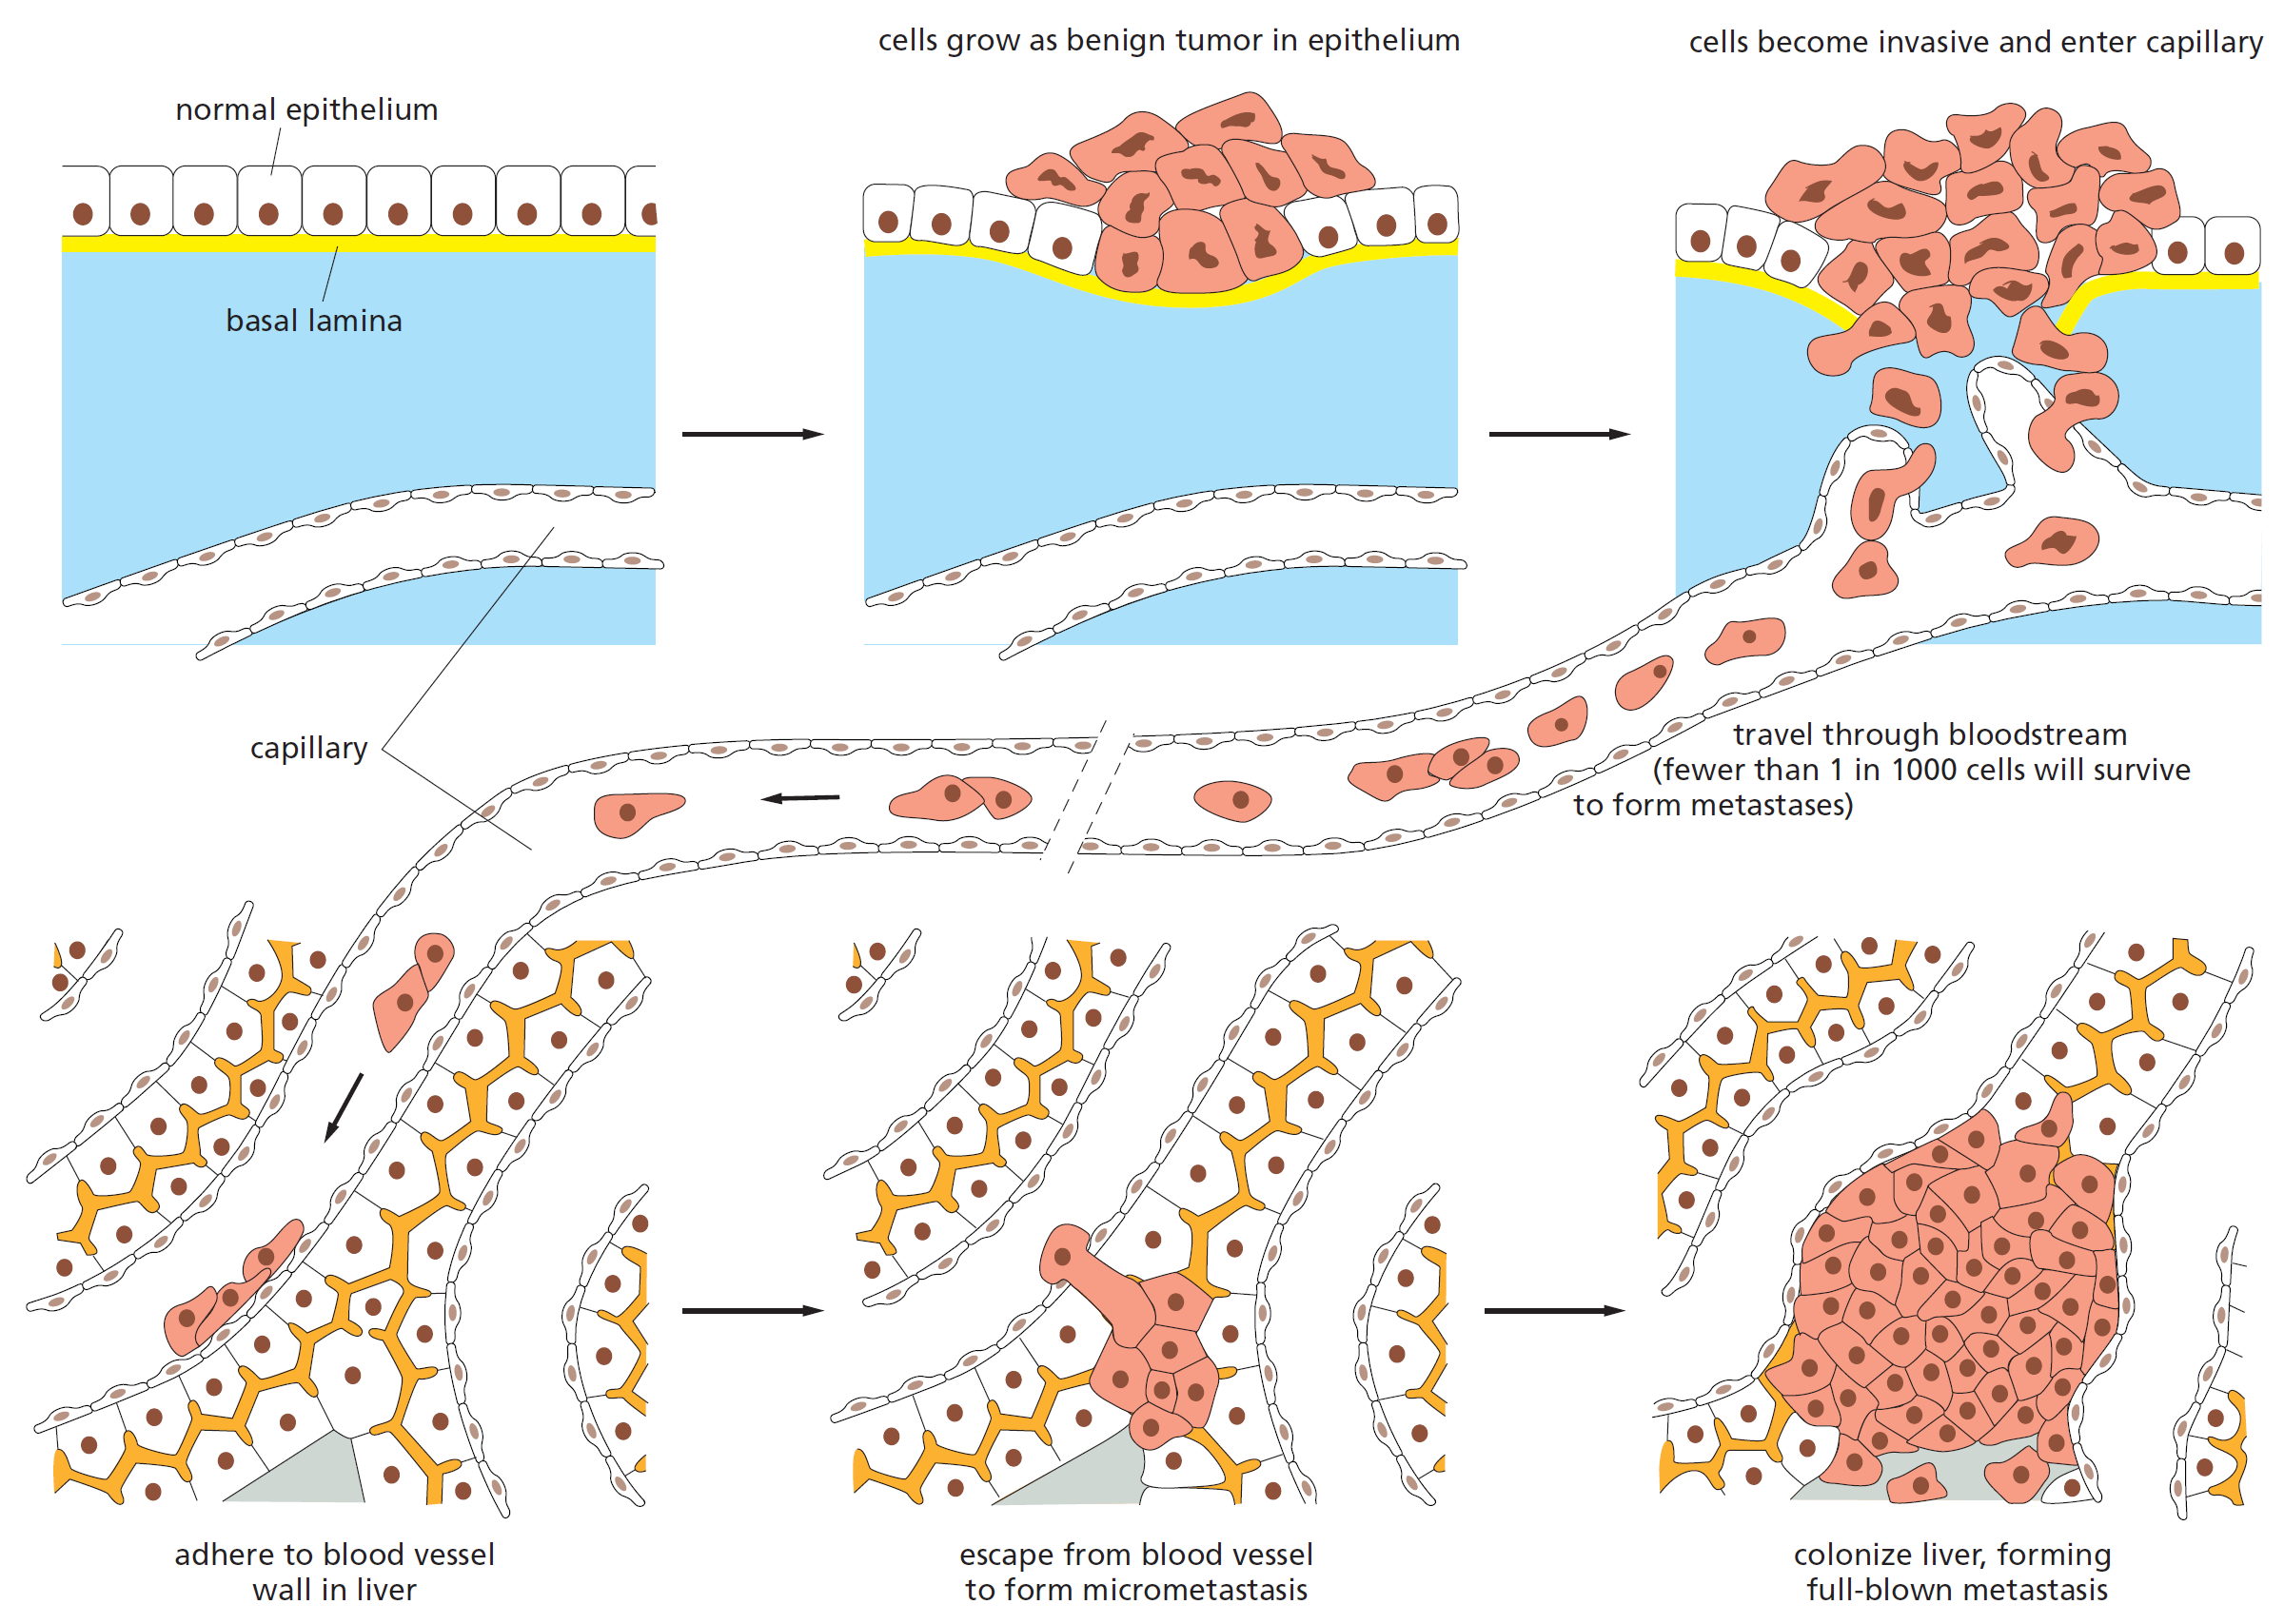 cells grow as benign tumor in epithelium
cells become invasive and enter capillary
normal epithelium
basal lamina
capillary
travel through bloodstream
(fewer than 1 in 1000 cells will survive
to form metastases)
adhere to blood vessel
wall in liver
escape from blood vessel
to form micrometastasis
colonize liver, forming
full-blown metastasis